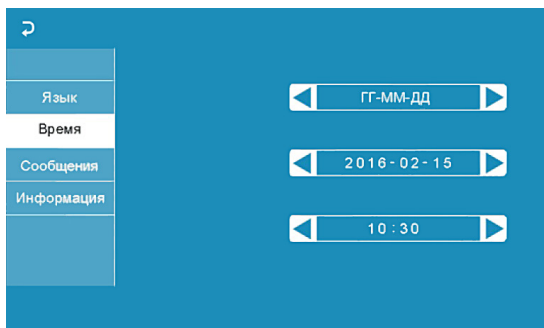 Язык
Время
Сообщения
Информация
ГГ-ММ-ДД
2016-02-15
10:30